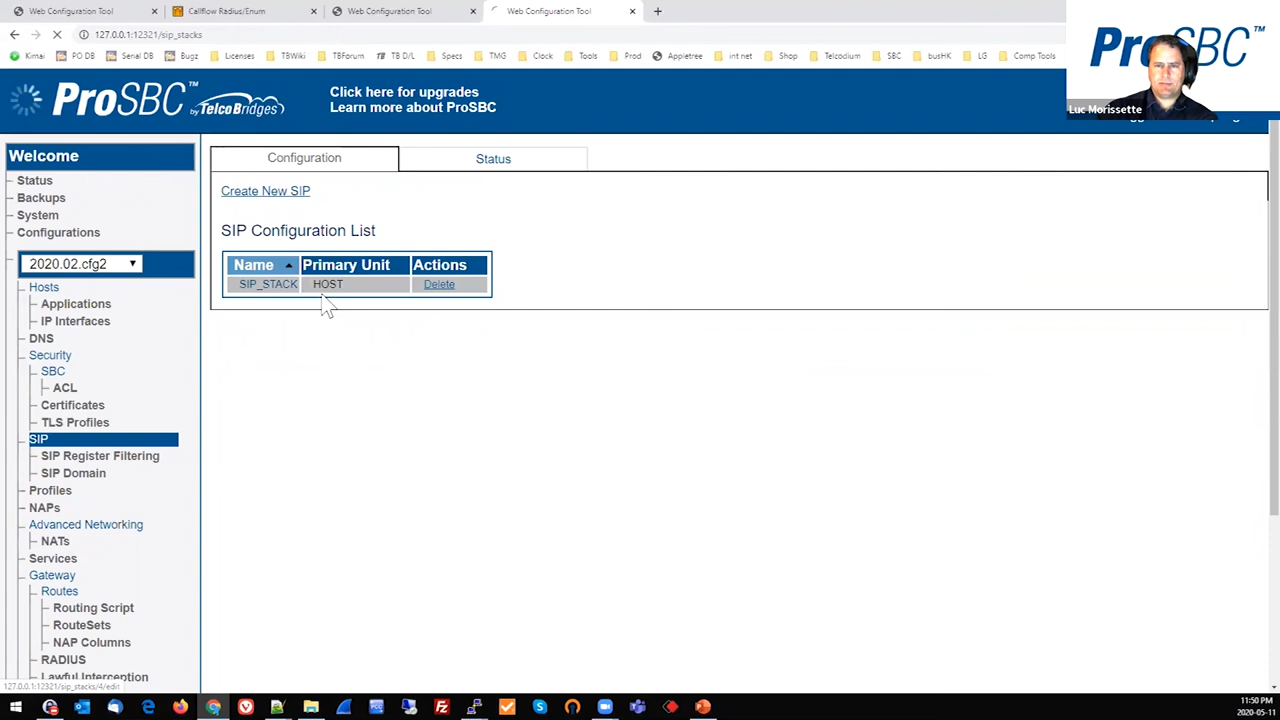 Web Configuration Tool
Callflow Radius/Enum
Web Configuration Tool
Web Configuration Tool
127.0.0.1:12321/sip_stacks
Kimai
PO DB
Serial DB
Bugz
Licenses
TBWiki
TBForum
TB D/L
Specs
TMG
Clock
Tools
Prod
Appletree
int net
Shop
Telcodium
SBC
busHK
LG
Comp Tools
ProSBC™
by TelcoBridges
Click here for upgrades
Learn more about ProSBC
ProSBC™
Luc Morissette
Welcome
Status
Backups
System
Configurations
2020.02.cfg2
Hosts
Applications
IP Interfaces
DNS
Security
SBC
ACL
Certificates
TLS Profiles
SIP
SIP Register Filtering
SIP Domain
Profiles
NAPs
Advanced Networking
NATs
Services
Gateway
Routes
Routing Script
RouteSets
NAP Columns
RADIUS
Lawful Interception
Configuration
Status
Create New SIP
SIP Configuration List
Name Primary Unit Actions
SIP_STACK HOST Delete
127.0.0.1:12321/sip_stacks/4/edit
11:50 PM
2020-05-11